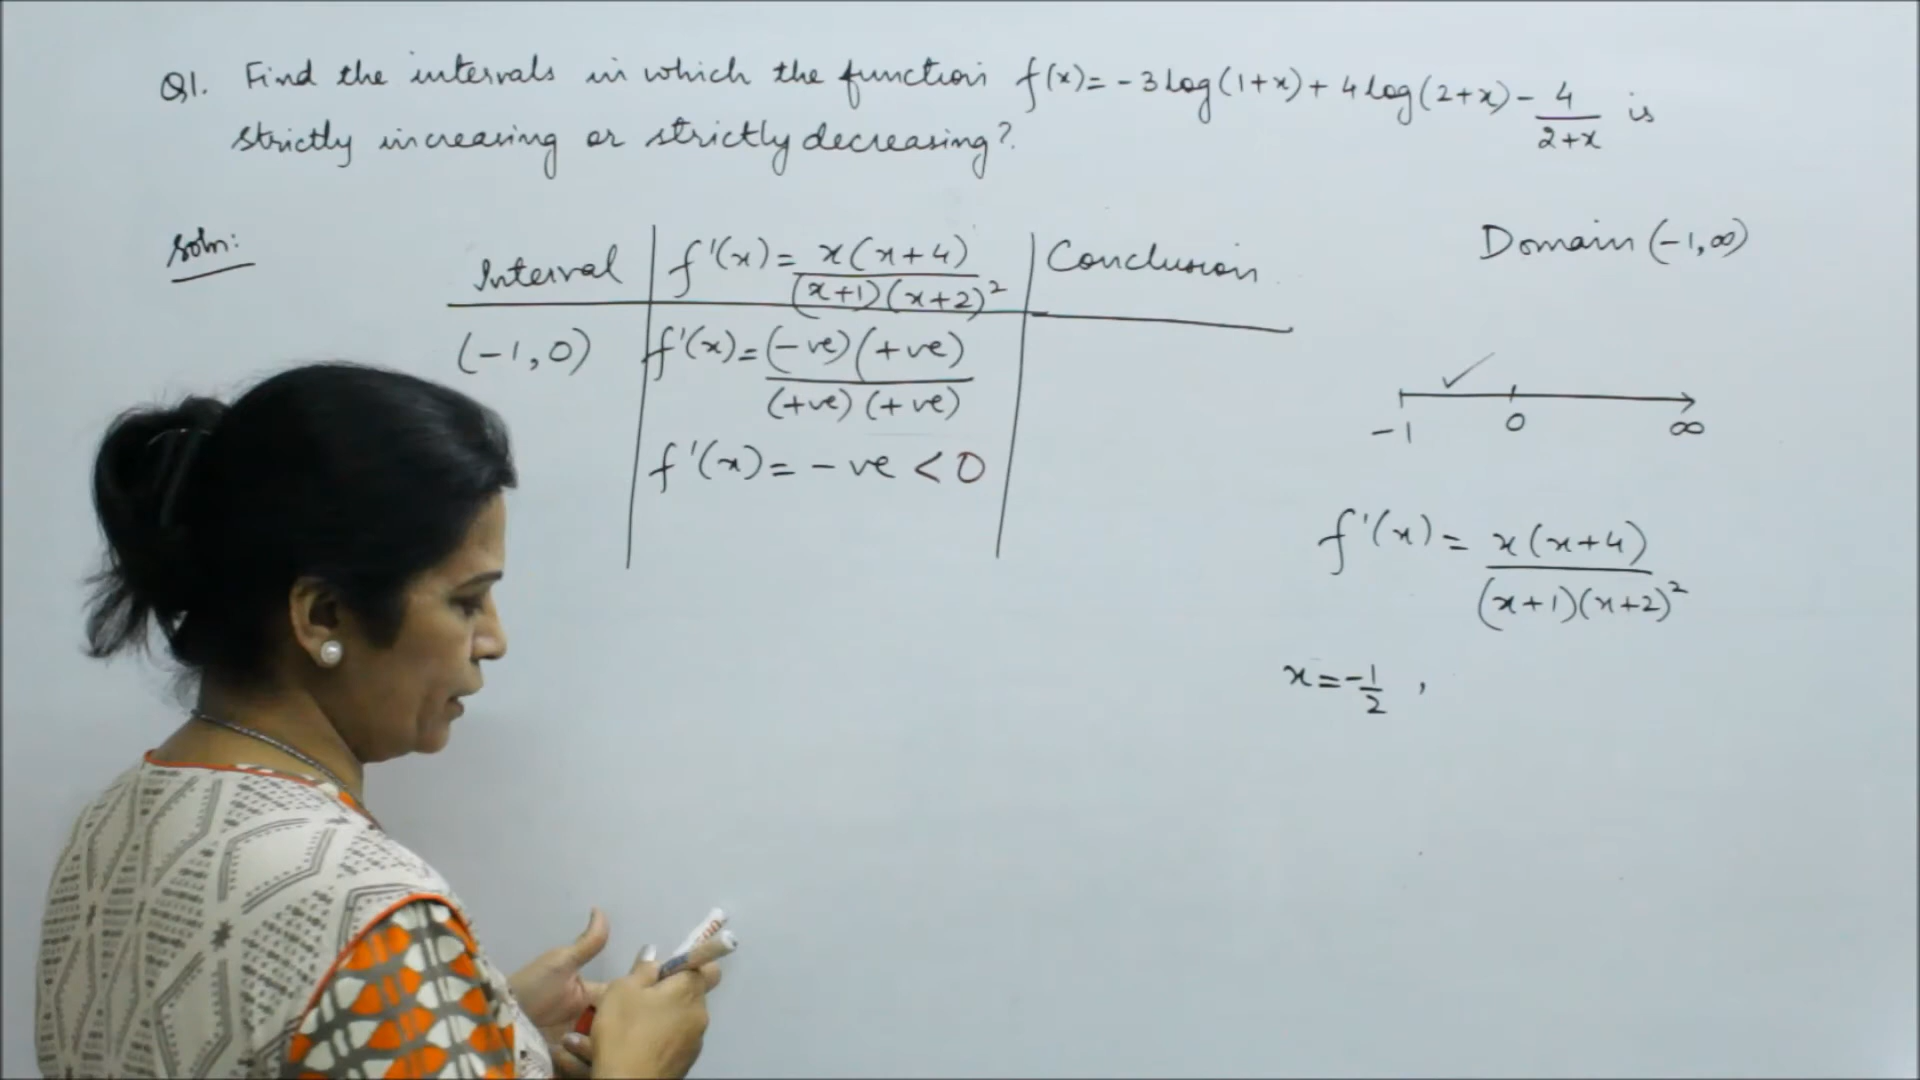 Q1. Find the intervals in which the function f(x) = -3 log(1+x) + 4 log(2+x) - 4/(2+x) is
strictly increasing or strictly decreasing?
Soln:
Interval | f'(x) = x(x+4)/((x+1)(x+2)²) | Conclusion
Domain (-1, ∞)
(-1, 0) | f'(x) = (-ve)(+ve)/((+ve)(+ve))
f'(x) = -ve < 0
-1 0 ∞
f'(x) = x(x+4)/((x+1)(x+2)²)
x = -1/2 ,